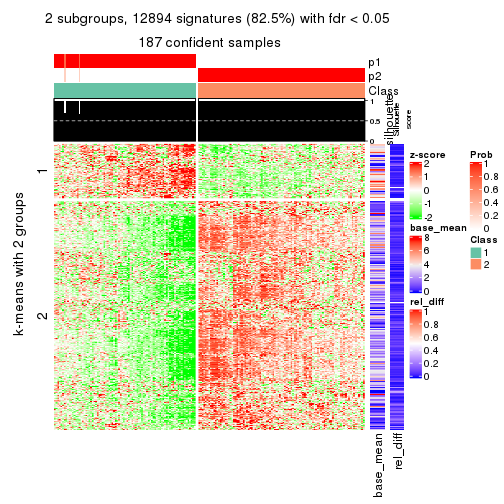 2 subgroups, 12894 signatures (82.5%) with fdr < 0.05
187 confident samples
p1
p2
Class
1
0.5
0
silhouette
Silhouette
score
k-means with 2 groups
1
2
base_mean
rel_diff
z-score
2
1
0
-1
-2
base_mean
8
6
4
2
0
rel_diff
1
0.8
0.6
0.4
0.2
0
Prob
1
0.8
0.6
0.4
0.2
0
Class
1
2